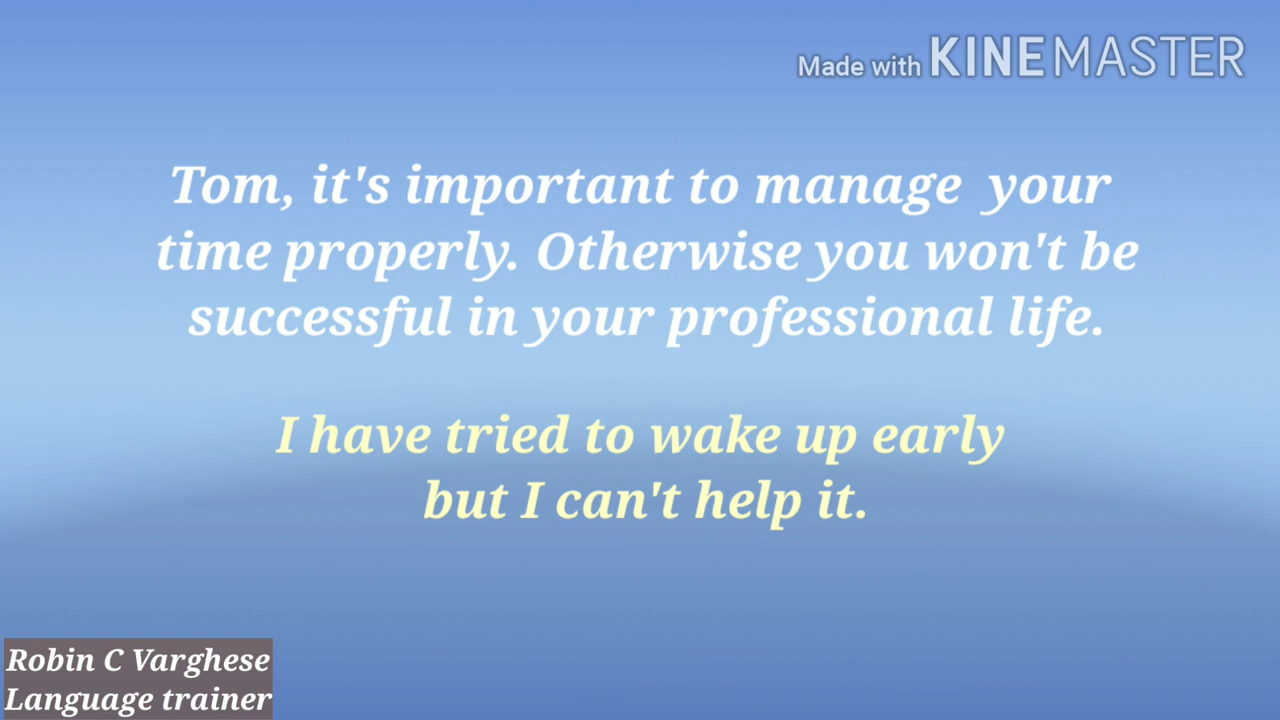 Made with KINEMASTER
Tom, it's important to manage your
time properly. Otherwise you won't be
successful in your professional life.
I have tried to wake up early
but I can't help it.
Robin C Varghese
Language trainer